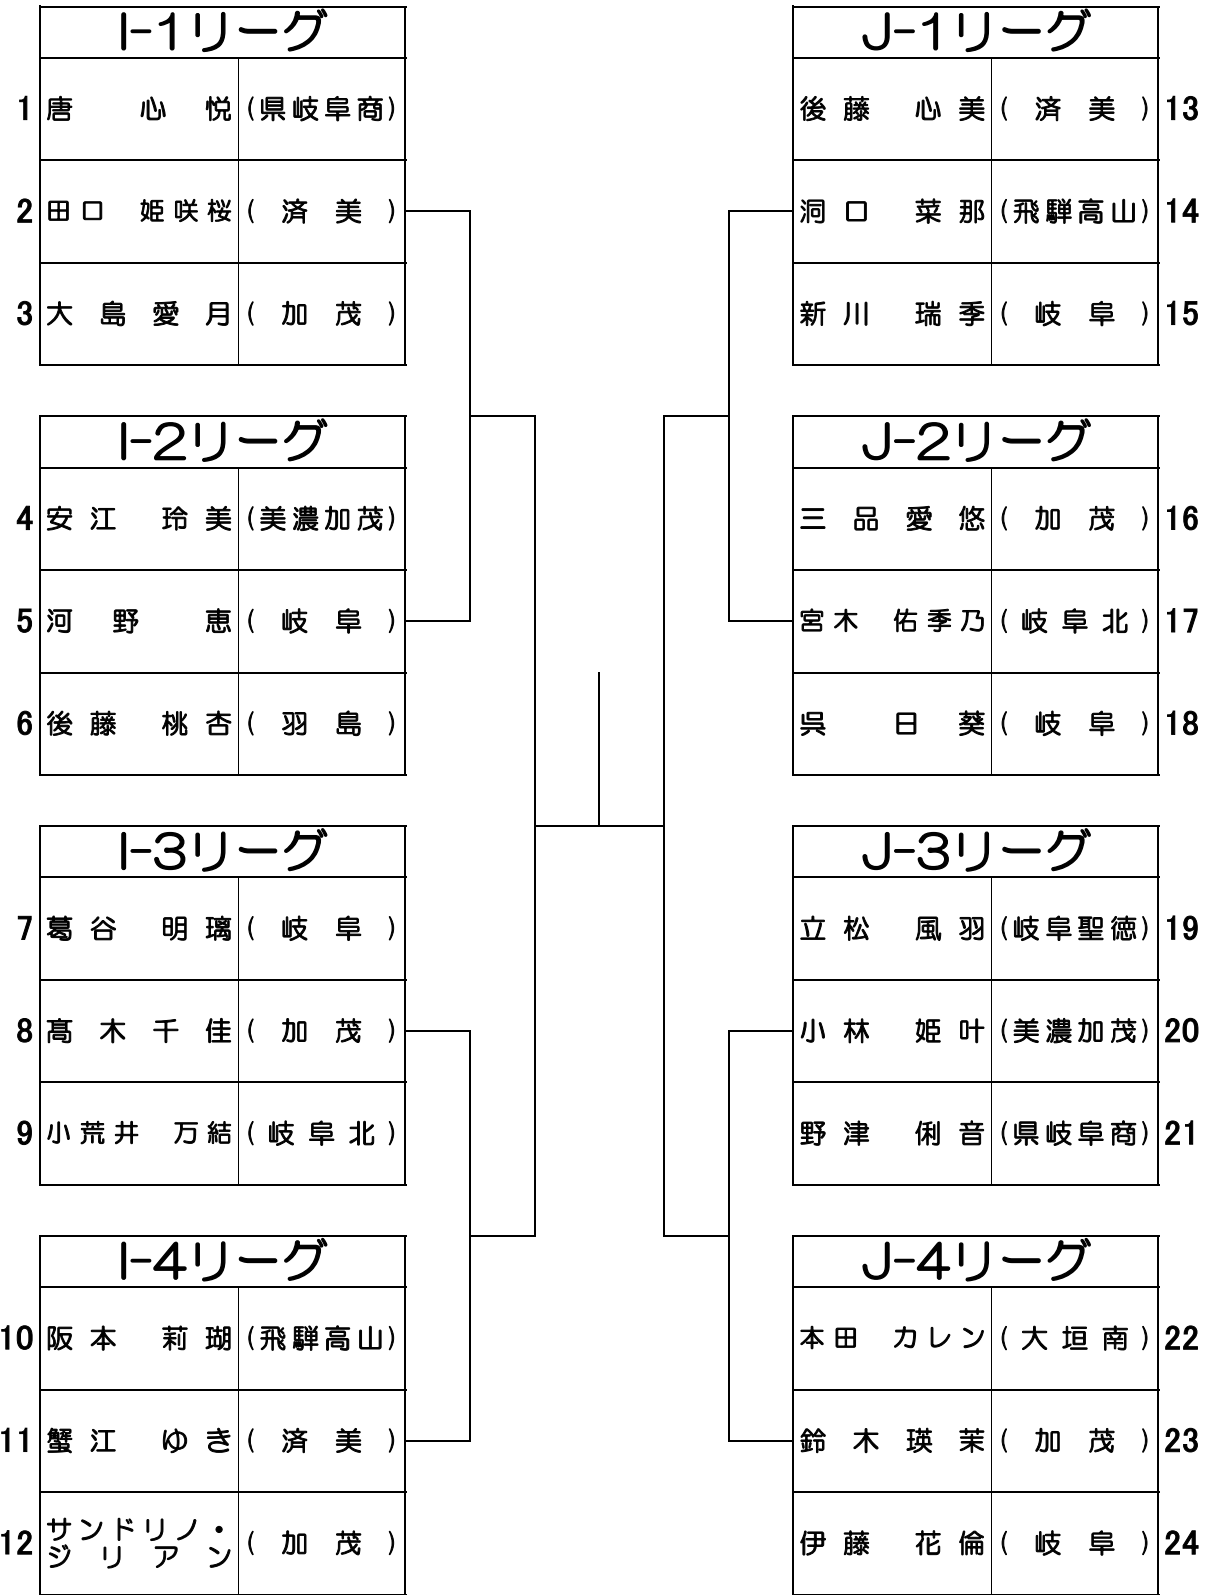 I-1リーグ
1 唐 心 悦 (県岐阜商)
2 田口 姫咲桜 (済美)
3 大島愛月 (加茂)
I-2リーグ
4 安江 玲美 (美濃加茂)
5 河野 恵 (岐阜)
6 後藤 桃杏 (羽島)
I-3リーグ
7 葛谷 明璃 (岐阜)
8 髙木千佳 (加茂)
9 小荒井 万結 (岐阜北)
I-4リーグ
10 阪本 莉瑚 (飛騨高山)
11 蟹江 ゆき (済美)
12 サンドリノ・
ジリアン (加茂)
J-1リーグ
後藤 心美 (済美) 13
洞口 菜那 (飛騨高山) 14
新川 瑞季 (岐阜) 15
J-2リーグ
三品愛悠 (加茂) 16
宮木 佑季乃 (岐阜北) 17
呉 日葵 (岐阜) 18
J-3リーグ
立松 風羽 (岐阜聖徳) 19
小林 姫叶 (美濃加茂) 20
野津 俐音 (県岐阜商) 21
J-4リーグ
本田 カレン (大垣南) 22
鈴木瑛茉 (加茂) 23
伊藤 花倫 (岐阜) 24